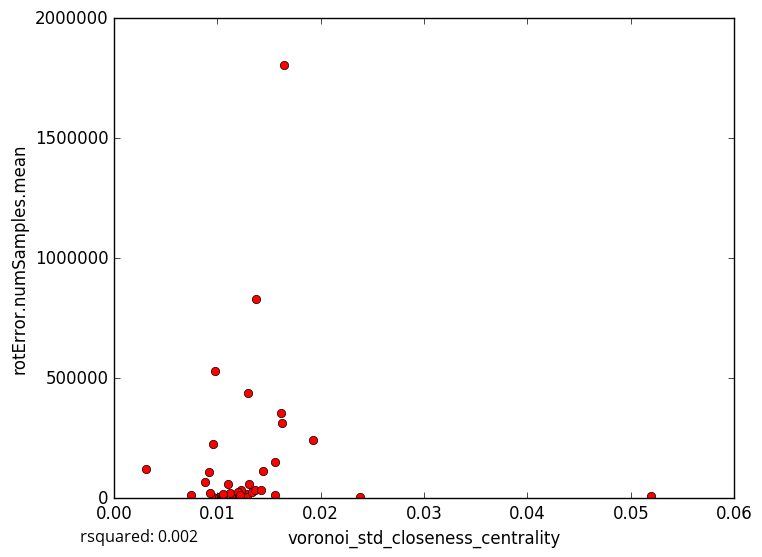 2000000
1500000
1000000
500000
0
rotError.numSamples.mean
0.00 0.01 0.02 0.03 0.04 0.05 0.06
voronoi_std_closeness_centrality
rsquared: 0.002